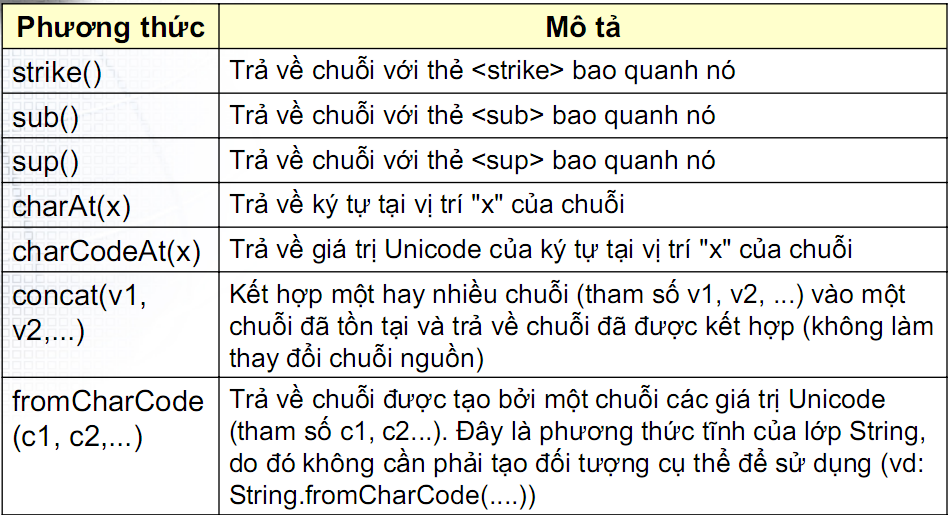 Phương thức Mô tả
strike() Trả về chuỗi với thẻ <strike> bao quanh nó
sub() Trả về chuỗi với thẻ <sub> bao quanh nó
sup() Trả về chuỗi với thẻ <sup> bao quanh nó
charAt(x) Trả về ký tự tại vị trí "x" của chuỗi
charCodeAt(x) Trả về giá trị Unicode của ký tự tại vị trí "x" của chuỗi
concat(v1, Kết hợp một hay nhiều chuỗi (tham số v1, v2, ...) vào một
v2,...) chuỗi đã tồn tại và trả về chuỗi đã được kết hợp (không làm
thay đổi chuỗi nguồn)
fromCharCode Trả về chuỗi được tạo bởi một chuỗi các giá trị Unicode
(c1, c2,...) (tham số c1, c2...). Đây là phương thức tĩnh của lớp String,
do đó không cần phải tạo đối tượng cụ thể để sử dụng (vd:
String.fromCharCode(....))